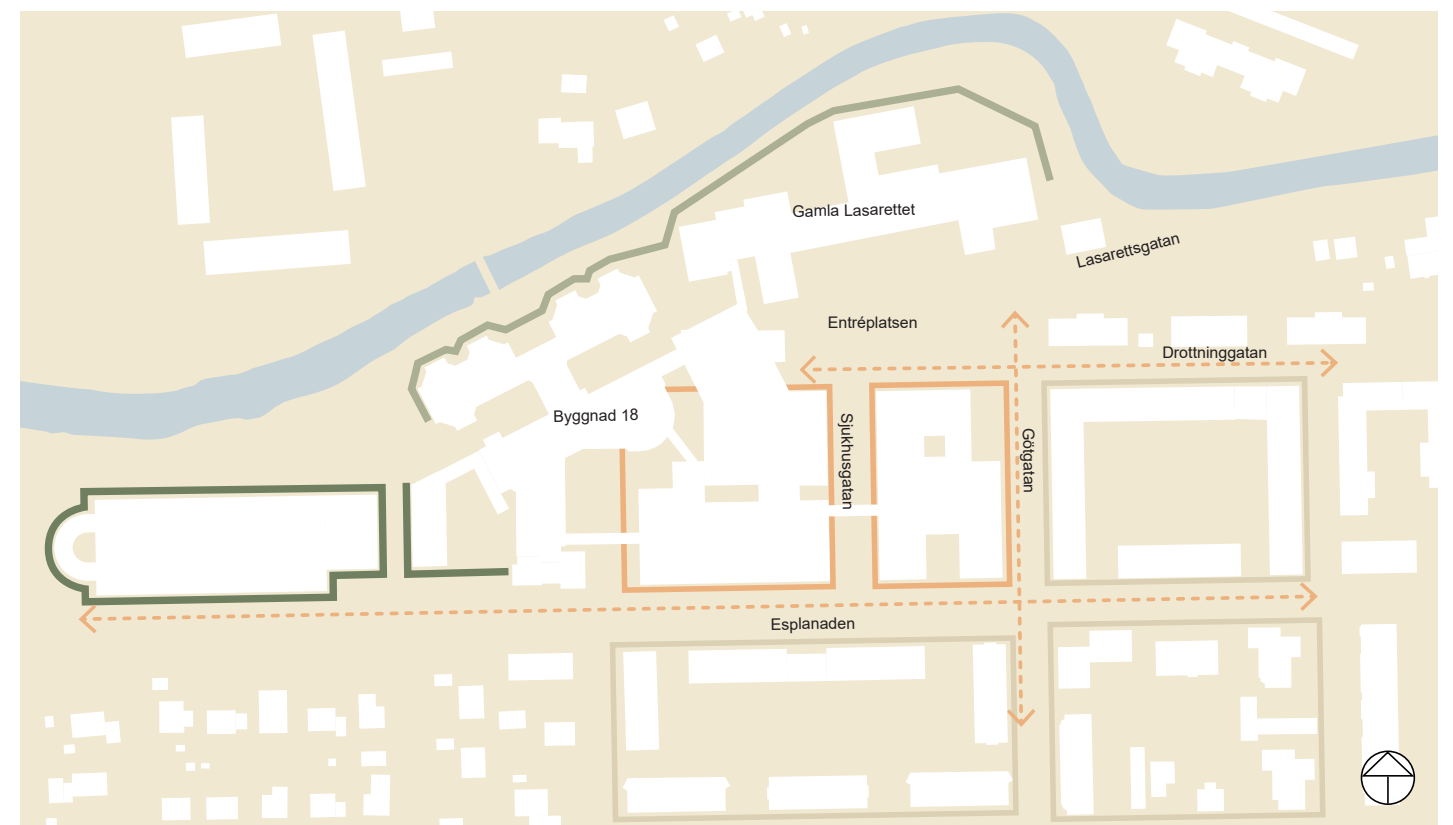 Gamla Lasarettet
Lasarettsgatan
Entréplatsen
Drottninggatan
Byggnad 18
Sjukhusgatan
Götgatan
Esplanaden